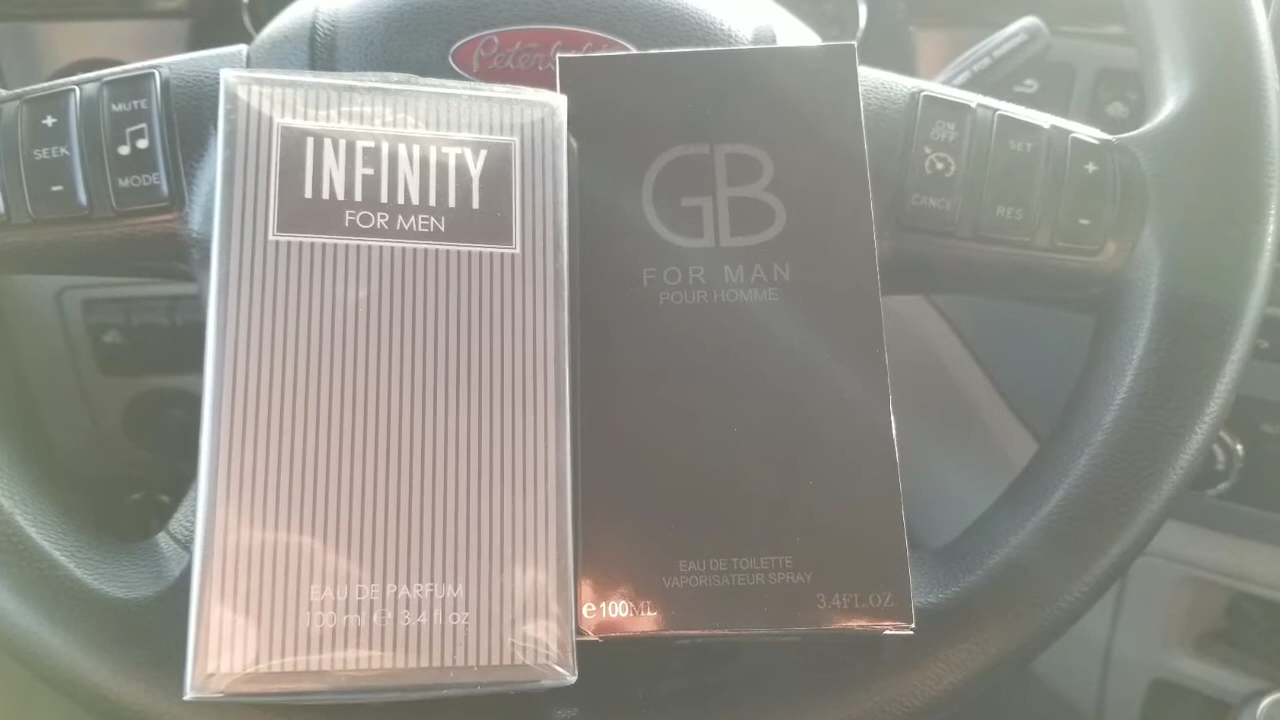 +
SEEK
-
MUTE
MODE
INFINITY
FOR MEN
EAU DE PARFUM
100 ml ℮ 3.4 fl oz
GB
FOR MAN
POUR HOMME
EAU DE TOILETTE
VAPORISATEUR SPRAY
℮100ML
3.4FL.OZ
ON
OFF
CANCEL
SET
RES
+
-